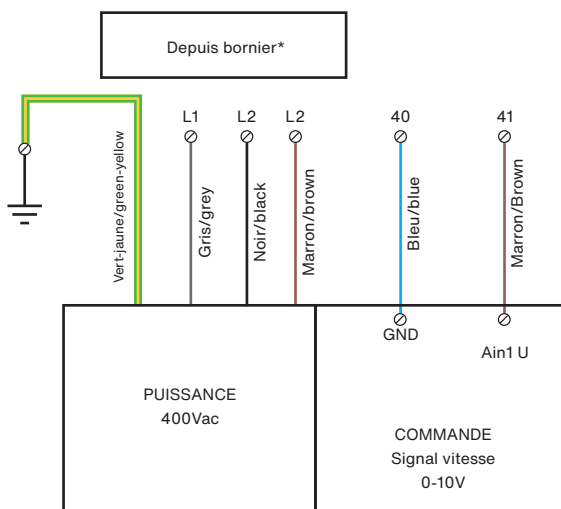 Depuis bornier*
L1
L2
L2
40
41
Vert-jaune/green-yellow
Gris/grey
Noir/black
Marron/brown
Bleu/blue
Marron/Brown
GND
Ain1 U
PUISSANCE
400Vac
COMMANDE
Signal vitesse
0-10V